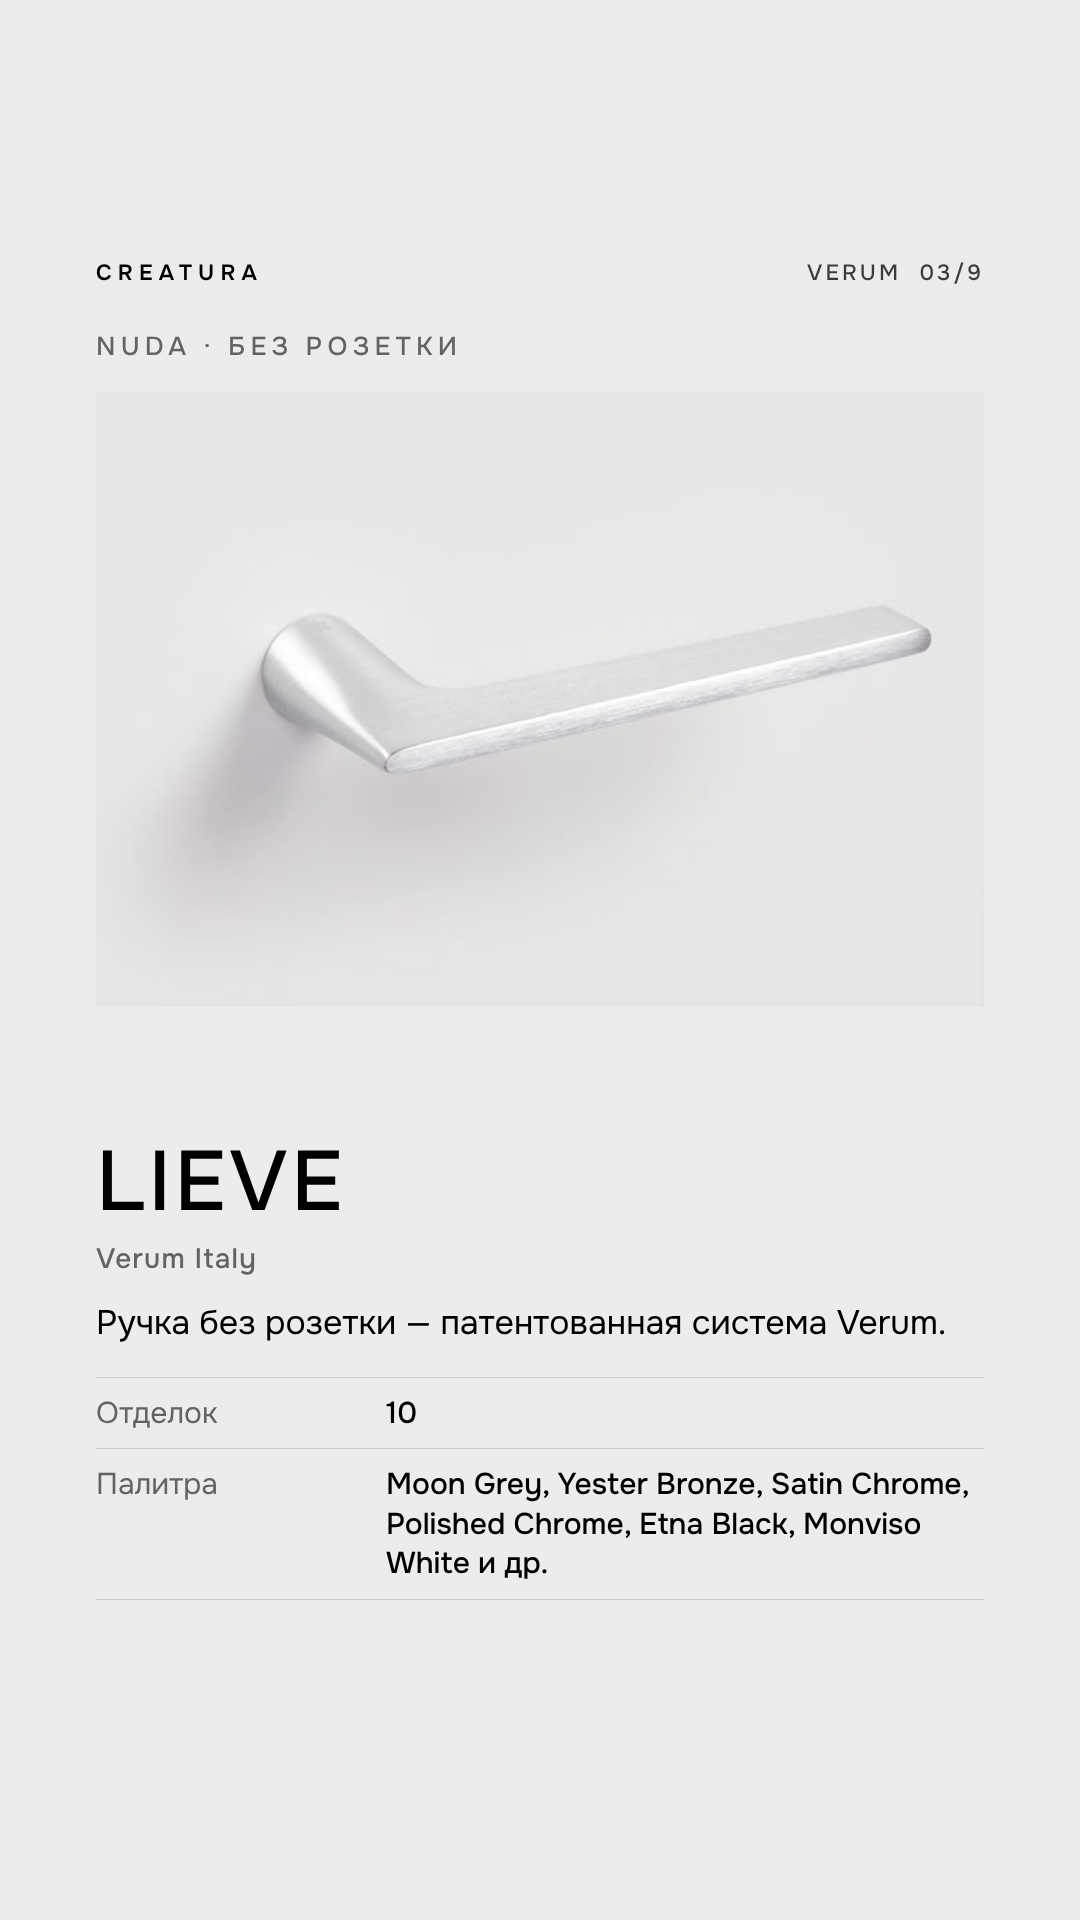 CREATURA
VERUM 03/9
NUDA · БЕЗ РОЗЕТКИ
LIEVE
Verum Italy
Ручка без розетки — патентованная система Verum.
Отделок 10
Палитра Moon Grey, Yester Bronze, Satin Chrome,
Polished Chrome, Etna Black, Monviso
White и др.